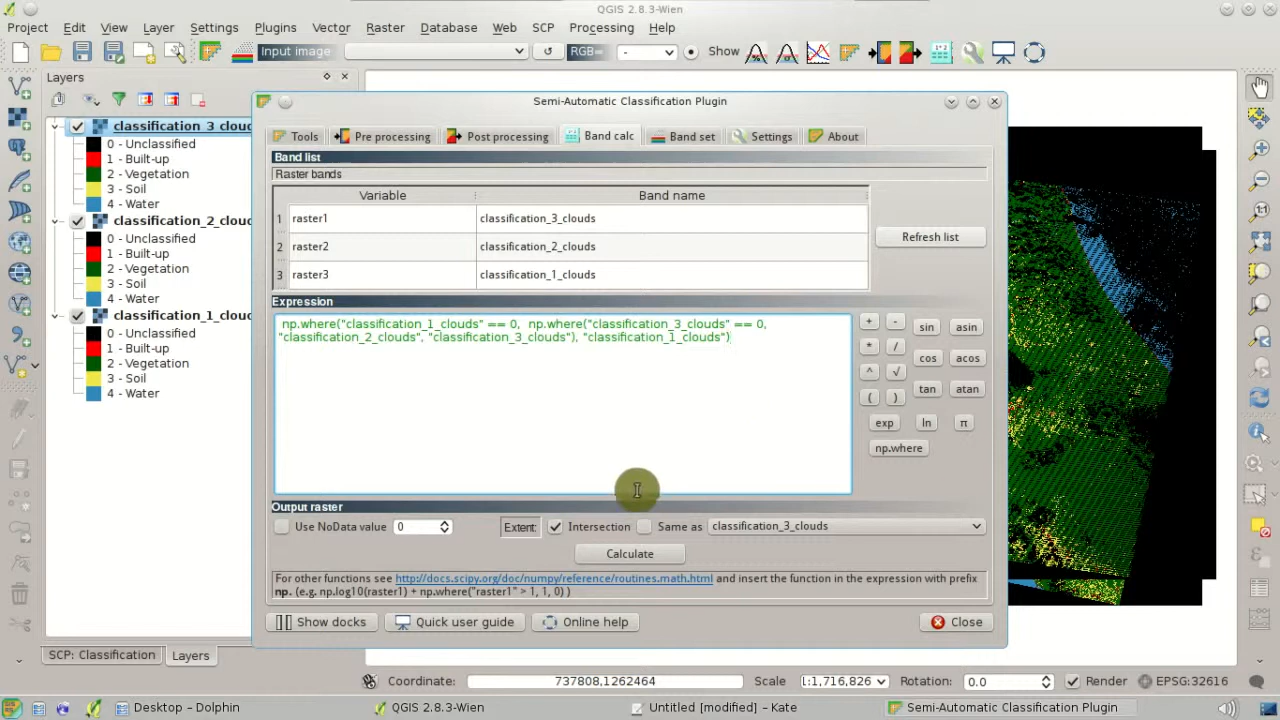 QGIS 2.8.3-Wien
Project Edit View Layer Settings Plugins Vector Raster Database Web SCP Processing Help
Input image RGB= - Show
Layers
Semi-Automatic Classification Plugin
classification_3_cloud
0 - Unclassified
1 - Built-up
2 - Vegetation
3 - Soil
4 - Water
classification_2_cloud
0 - Unclassified
1 - Built-up
2 - Vegetation
3 - Soil
4 - Water
classification_1_cloud
0 - Unclassified
1 - Built-up
2 - Vegetation
3 - Soil
4 - Water
Tools Pre processing Post processing Band calc Band set Settings About
Band list
Raster bands
Variable Band name
1 raster1 classification_3_clouds
2 raster2 classification_2_clouds
3 raster3 classification_1_clouds
Refresh list
Expression
np.where("classification_1_clouds" == 0, np.where("classification_3_clouds" == 0,
"classification_2_clouds", "classification_3_clouds"), "classification_1_clouds")
+ - sin asin
* / cos acos
^ √ tan atan
( )
exp ln π
np.where
Output raster
Use NoData value 0 Extent: Intersection Same as classification_3_clouds
Calculate
For other functions see http://docs.scipy.org/doc/numpy/reference/routines.math.html and insert the function in the expression with prefix
np. (e.g. np.log10(raster1) + np.where("raster1" > 1, 1, 0) )
Show docks Quick user guide Online help Close
SCP: Classification Layers
Coordinate: 737808,1262464 Scale 1:1,716,826 Rotation: 0.0 Render EPSG:32616
Desktop – Dolphin QGIS 2.8.3-Wien Untitled [modified] – Kate Semi-Automatic Classification Plugin